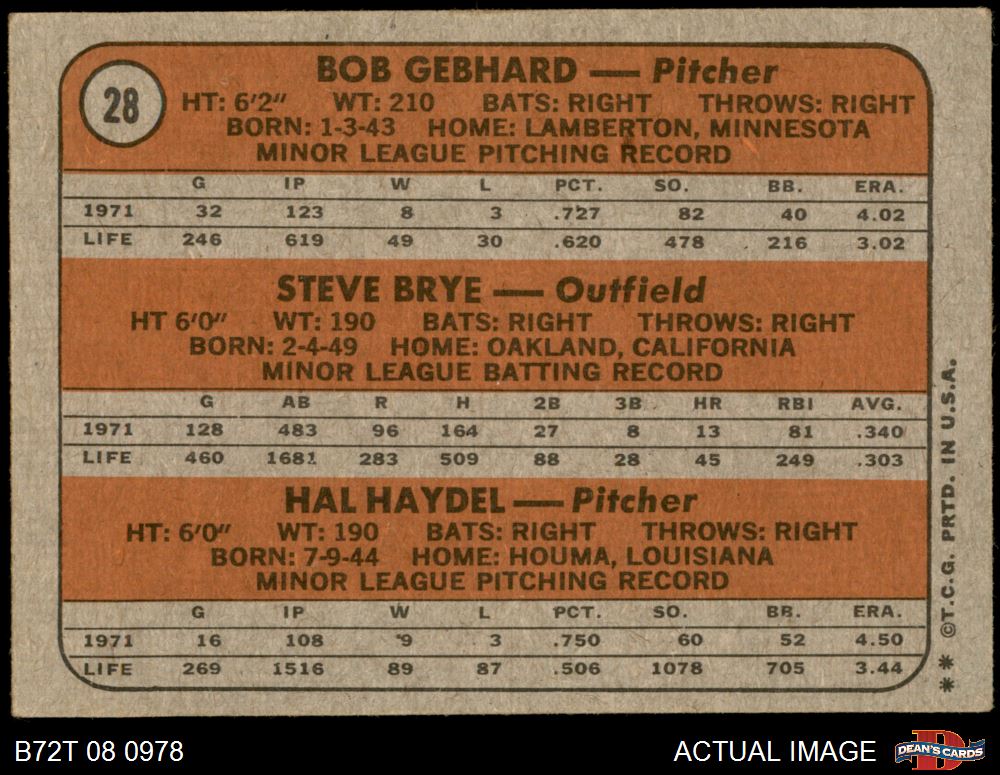 28
BOB GEBHARD — Pitcher
HT: 6'2" WT: 210 BATS: RIGHT THROWS: RIGHT
BORN: 1-3-43 HOME: LAMBERTON, MINNESOTA
MINOR LEAGUE PITCHING RECORD
G IP W L PCT. SO. BB. ERA.
1971 32 123 8 3 .727 82 40 4.02
LIFE 246 619 49 30 .620 478 216 3.02
STEVE BRYE — Outfield
HT 6'0" WT: 190 BATS: RIGHT THROWS: RIGHT
BORN: 2-4-49 HOME: OAKLAND, CALIFORNIA
MINOR LEAGUE BATTING RECORD
G AB R H 2B 3B HR RBI AVG.
1971 128 483 96 164 27 8 13 81 .340
LIFE 460 1681 283 509 88 28 45 249 .303
HAL HAYDEL — Pitcher
HT: 6'0" WT: 190 BATS: RIGHT THROWS: RIGHT
BORN: 7-9-44 HOME: HOUMA, LOUISIANA
MINOR LEAGUE PITCHING RECORD
G IP W L PCT. SO. BB. ERA.
1971 16 108 9 3 .750 60 52 4.50
LIFE 269 1516 89 87 .506 1078 705 3.44
** ©T.C.G. PRTD. IN U.S.A.
B72T 08 0978
ACTUAL IMAGE
D
DEAN'S CARDS